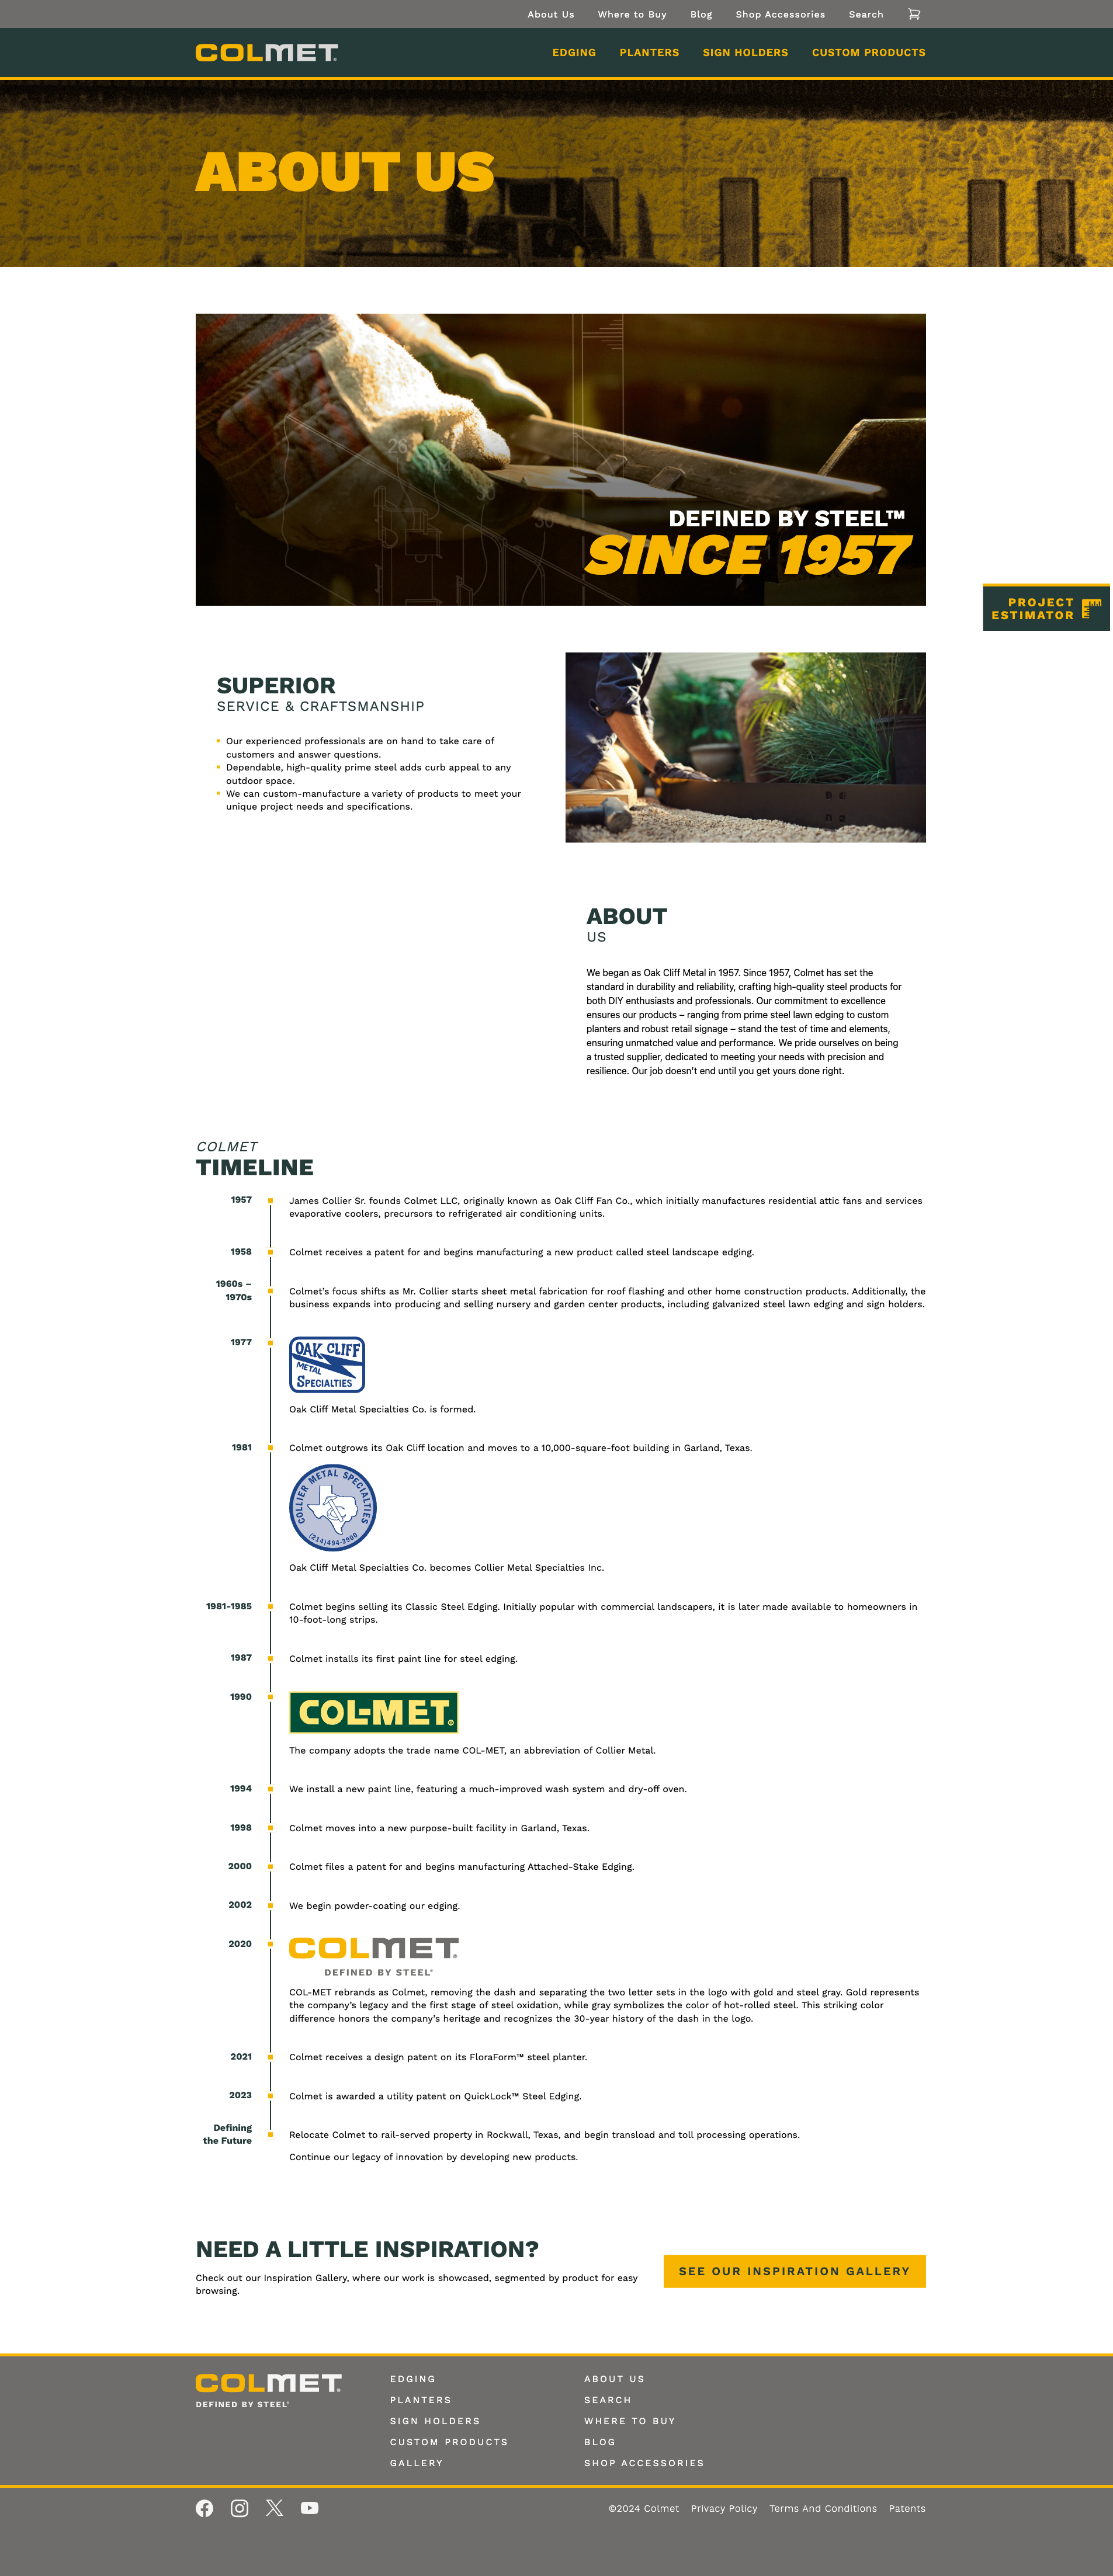 About Us Where to Buy Blog Shop Accessories Search
COLMET®
EDGING PLANTERS SIGN HOLDERS CUSTOM PRODUCTS
ABOUT US
26
30
DEFINED BY STEEL™
SINCE 1957
PROJECT
ESTIMATOR
SUPERIOR
SERVICE & CRAFTSMANSHIP
Our experienced professionals are on hand to take care of
customers and answer questions.
Dependable, high-quality prime steel adds curb appeal to any
outdoor space.
We can custom-manufacture a variety of products to meet your
unique project needs and specifications.
ABOUT
US
We began as Oak Cliff Metal in 1957. Since 1957, Colmet has set the
standard in durability and reliability, crafting high-quality steel products for
both DIY enthusiasts and professionals. Our commitment to excellence
ensures our products – ranging from prime steel lawn edging to custom
planters and robust retail signage – stand the test of time and elements,
ensuring unmatched value and performance. We pride ourselves on being
a trusted supplier, dedicated to meeting your needs with precision and
resilience. Our job doesn’t end until you get yours done right.
COLMET
TIMELINE
1957
James Collier Sr. founds Colmet LLC, originally known as Oak Cliff Fan Co., which initially manufactures residential attic fans and services
evaporative coolers, precursors to refrigerated air conditioning units.
1958
Colmet receives a patent for and begins manufacturing a new product called steel landscape edging.
1960s –
1970s
Colmet’s focus shifts as Mr. Collier starts sheet metal fabrication for roof flashing and other home construction products. Additionally, the
business expands into producing and selling nursery and garden center products, including galvanized steel lawn edging and sign holders.
1977
OAK CLIFF
METAL
SPECIALTIES
Oak Cliff Metal Specialties Co. is formed.
1981
Colmet outgrows its Oak Cliff location and moves to a 10,000-square-foot building in Garland, Texas.
COLLIER METAL SPECIALTIES
(214)494-3900
Oak Cliff Metal Specialties Co. becomes Collier Metal Specialties Inc.
1981-1985
Colmet begins selling its Classic Steel Edging. Initially popular with commercial landscapers, it is later made available to homeowners in
10-foot-long strips.
1987
Colmet installs its first paint line for steel edging.
1990
COL-MET®
The company adopts the trade name COL-MET, an abbreviation of Collier Metal.
1994
We install a new paint line, featuring a much-improved wash system and dry-off oven.
1998
Colmet moves into a new purpose-built facility in Garland, Texas.
2000
Colmet files a patent for and begins manufacturing Attached-Stake Edging.
2002
We begin powder-coating our edging.
2020
COLMET®
DEFINED BY STEEL®
COL-MET rebrands as Colmet, removing the dash and separating the two letter sets in the logo with gold and steel gray. Gold represents
the company’s legacy and the first stage of steel oxidation, while gray symbolizes the color of hot-rolled steel. This striking color
difference honors the company’s heritage and recognizes the 30-year history of the dash in the logo.
2021
Colmet receives a design patent on its FloraForm™ steel planter.
2023
Colmet is awarded a utility patent on QuickLock™ Steel Edging.
Defining
the Future
Relocate Colmet to rail-served property in Rockwall, Texas, and begin transload and toll processing operations.
Continue our legacy of innovation by developing new products.
NEED A LITTLE INSPIRATION?
Check out our Inspiration Gallery, where our work is showcased, segmented by product for easy
browsing.
SEE OUR INSPIRATION GALLERY
COLMET®
DEFINED BY STEEL®
EDGING
PLANTERS
SIGN HOLDERS
CUSTOM PRODUCTS
GALLERY
ABOUT US
SEARCH
WHERE TO BUY
BLOG
SHOP ACCESSORIES
©2024 Colmet Privacy Policy Terms And Conditions Patents